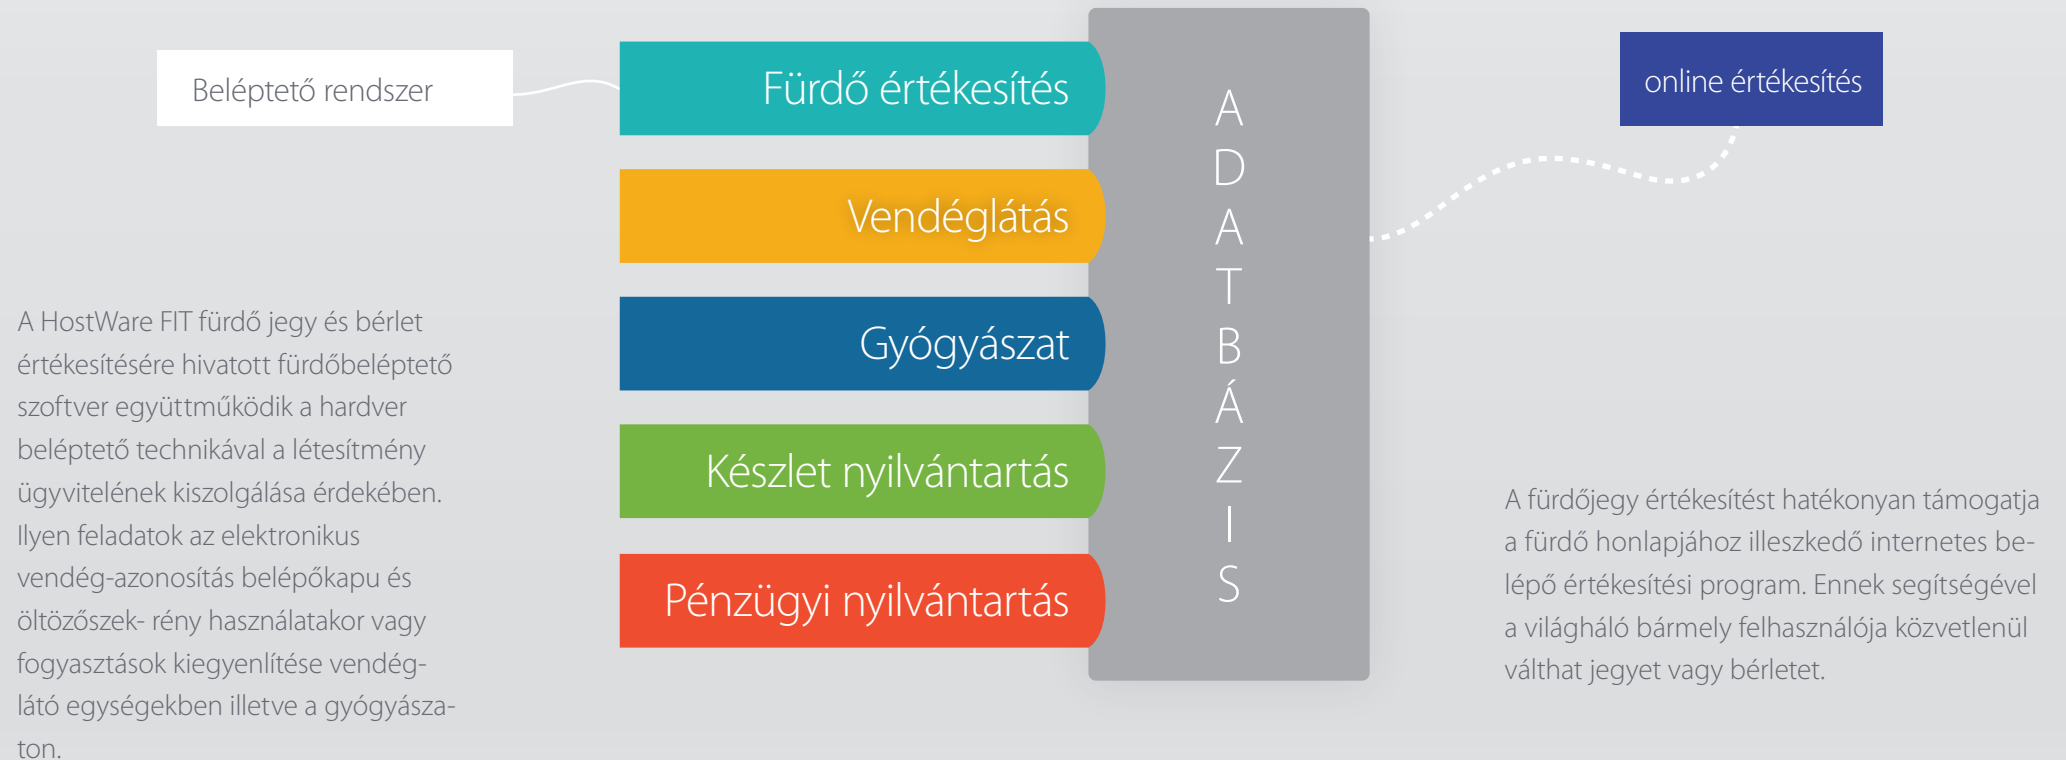 Beléptető rendszer
A HostWare FIT fürdő jegy és bérlet
értékesítésére hivatott fürdőbeléptető
szoftver együttműködik a hardver
beléptető technikával a létesítmény
ügyvitelének kiszolgálása érdekében.
Ilyen feladatok az elektronikus
vendég-azonosítás belépőkapu és
öltözőszek- rény használatakor vagy
fogyasztások kiegyenlítése vendég-
látó egységekben illetve a gyógyásza-
ton.
Fürdő értékesítés
Vendéglátás
Gyógyászat
Készlet nyilvántartás
Pénzügyi nyilvántartás
A
D
A
T
B
Á
Z
I
S
online értékesítés
A fürdőjegy értékesítést hatékonyan támogatja
a fürdő honlapjához illeszkedő internetes be-
lépő értékesítési program. Ennek segítségével
a világháló bármely felhasználója közvetlenül
válthat jegyet vagy bérletet.